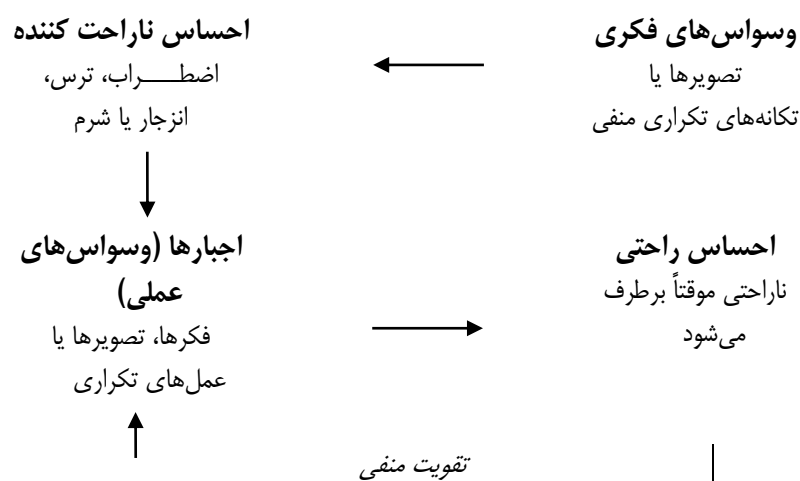 وسواس‌های فکری
تصویرها یا
تکانه‌های تکراری منفی
احساس ناراحت کننده
اضطــــراب، ترس،
انزجار یا شرم
اجبارها (وسواس‌های
عملی)
فکرها، تصویرها یا
عمل‌های تکراری
احساس راحتی
ناراحتی موقتاً برطرف
می‌شود
تقویت منفی